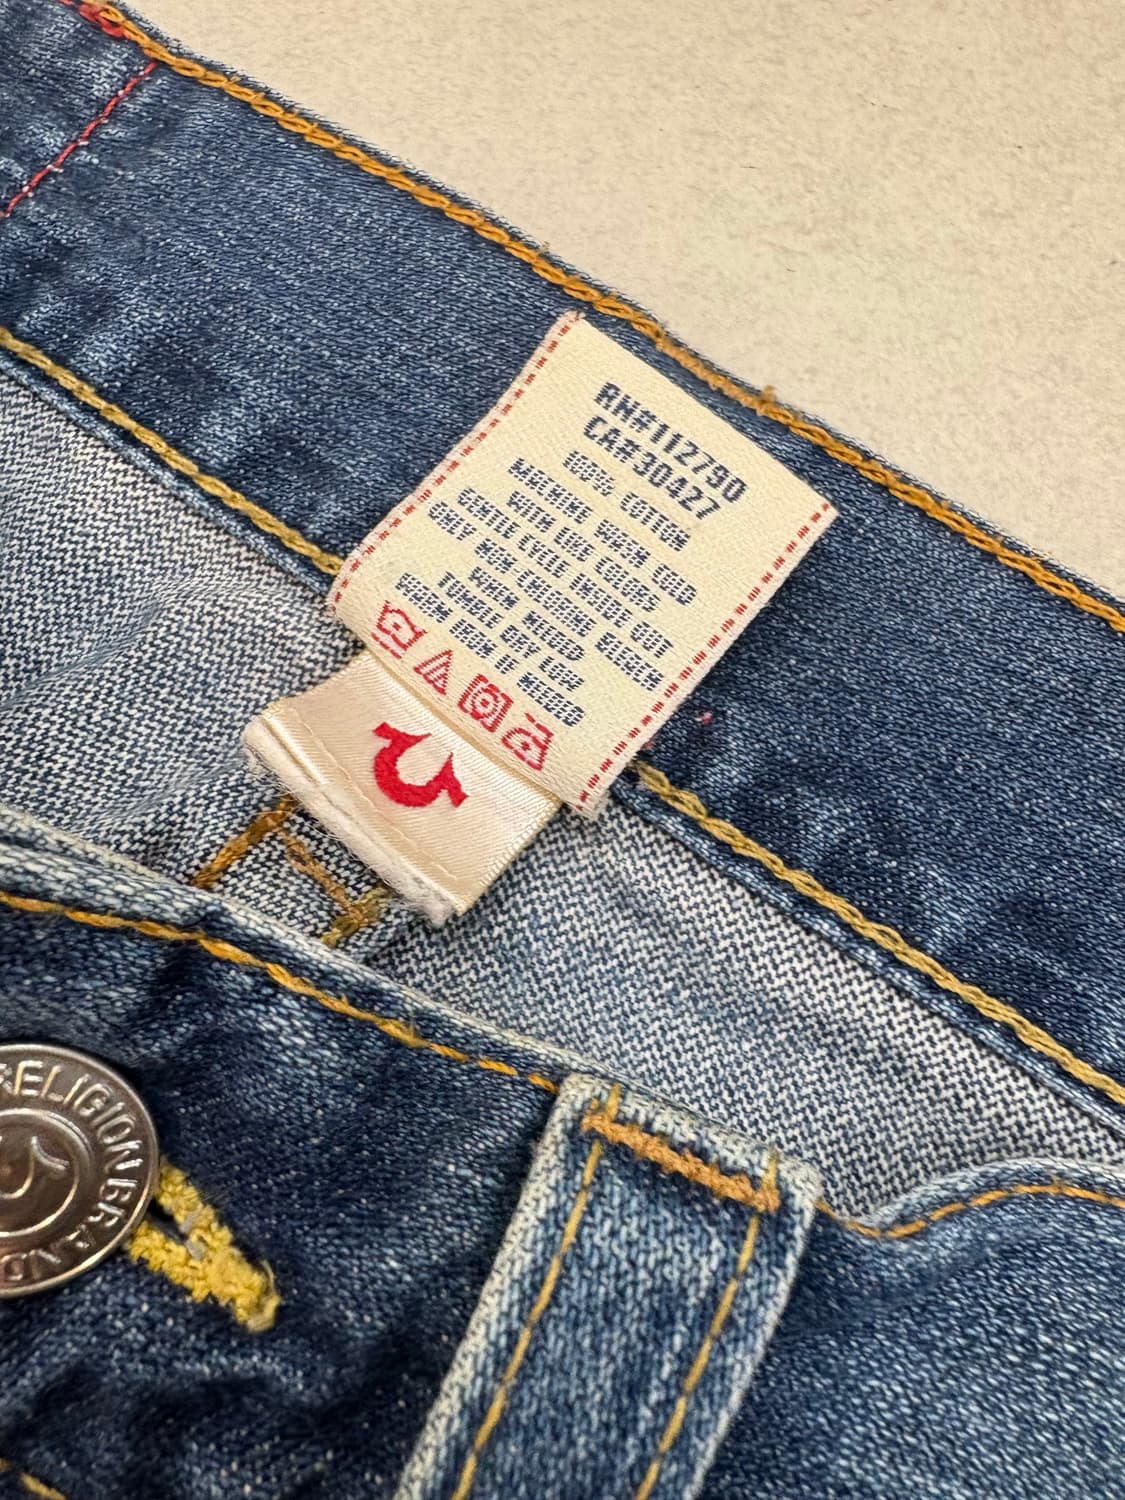 RN#112790
CA#30427
100% COTTON
MACHINE WASH COLD
WITH LIKE COLORS
GENTLE CYCLE INSIDE OUT
ONLY NON CHLORINE BLEACH
WHEN NEEDED
TUMBLE DRY LOW
WARM IRON IF NEEDED
RELIGION BRAND